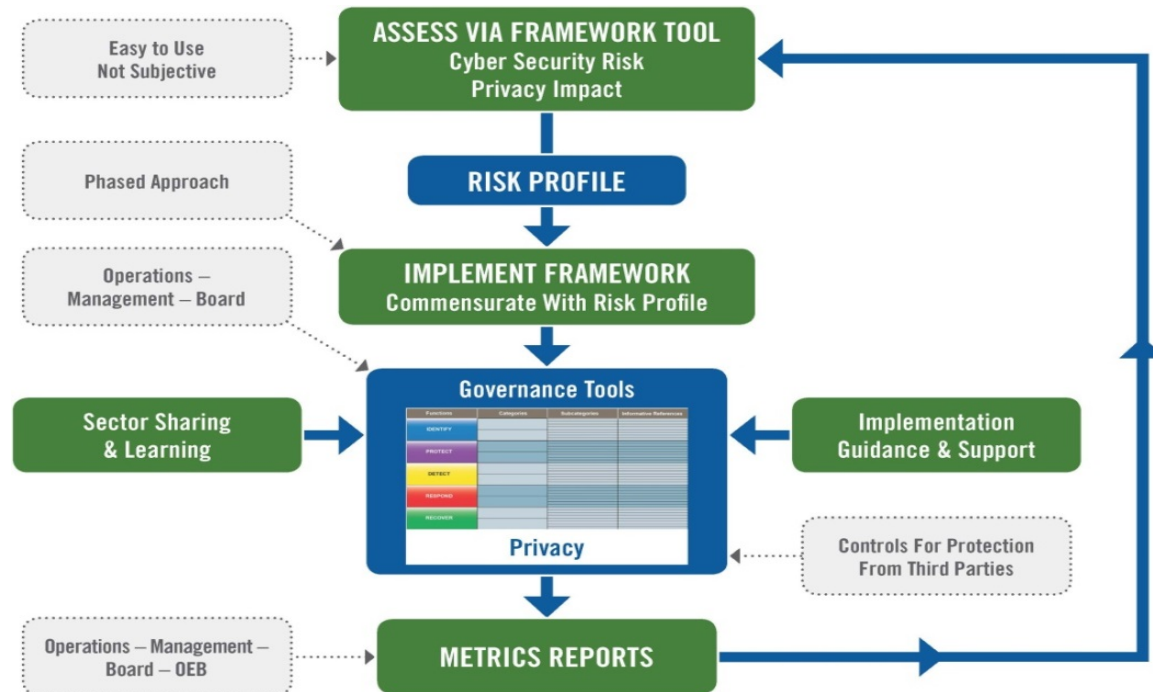 ASSESS VIA FRAMEWORK TOOL
Cyber Security Risk
Privacy Impact
Easy to Use
Not Subjective
RISK PROFILE
Phased Approach
IMPLEMENT FRAMEWORK
Commensurate With Risk Profile
Operations –
Management – Board
Governance Tools
Functions Categories Subcategories Informative References
IDENTIFY
PROTECT
DETECT
RESPOND
RECOVER
Privacy
Sector Sharing
& Learning
Implementation
Guidance & Support
Controls For Protection
From Third Parties
Operations – Management –
Board – OEB
METRICS REPORTS